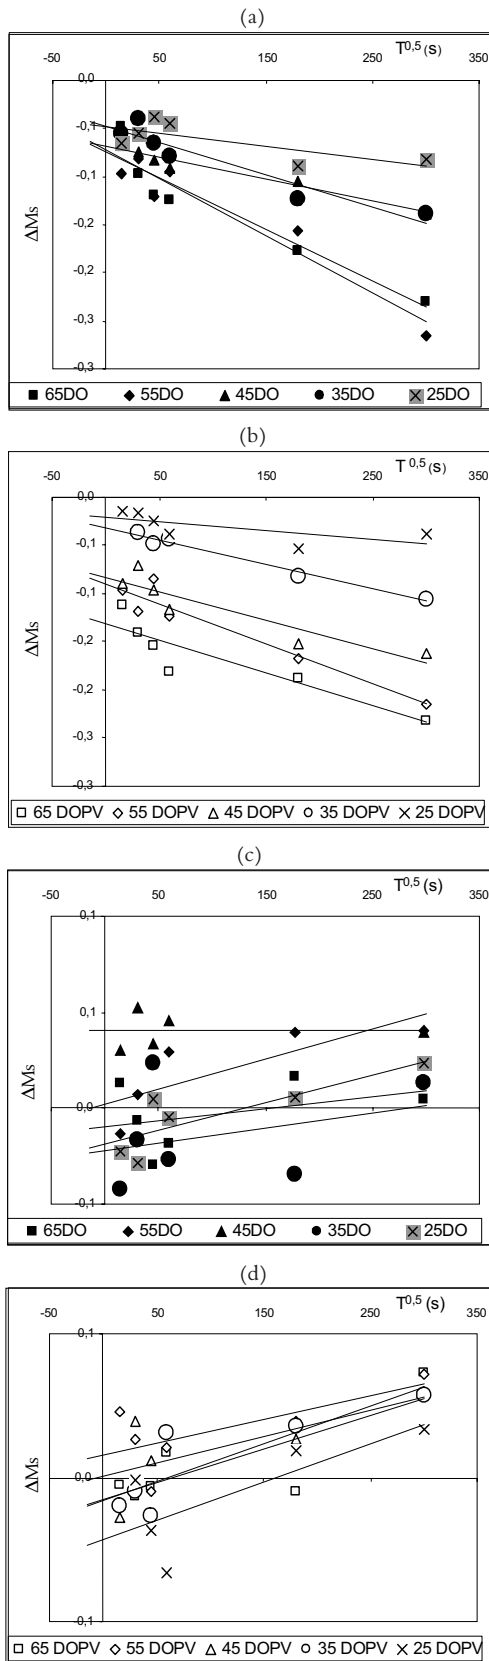 (a)
T0,5 (s)
-50 50 150 250 350
0,0
-0,1
-0,1
-0,2
-0,2
-0,3
-0,3
ΔMs
65DO 55DO 45DO 35DO 25DO
(b)
T 0,5 (s)
-50 50 150 250 350
0,0
-0,1
-0,1
-0,2
-0,2
-0,3
-0,3
ΔMs
65 DOPV 55 DOPV 45 DOPV 35 DOPV 25 DOPV
(c)
T0,5 (s)
-50 50 150 250 350
0,1
0,1
0,0
-0,1
ΔMs
65DO 55DO 45DO 35DO 25DO
(d)
T0,5 (s)
-50 50 150 250 350
0,1
0,0
-0,1
ΔMs
65 DOPV 55 DOPV 45 DOPV 35 DOPV 25 DOPV